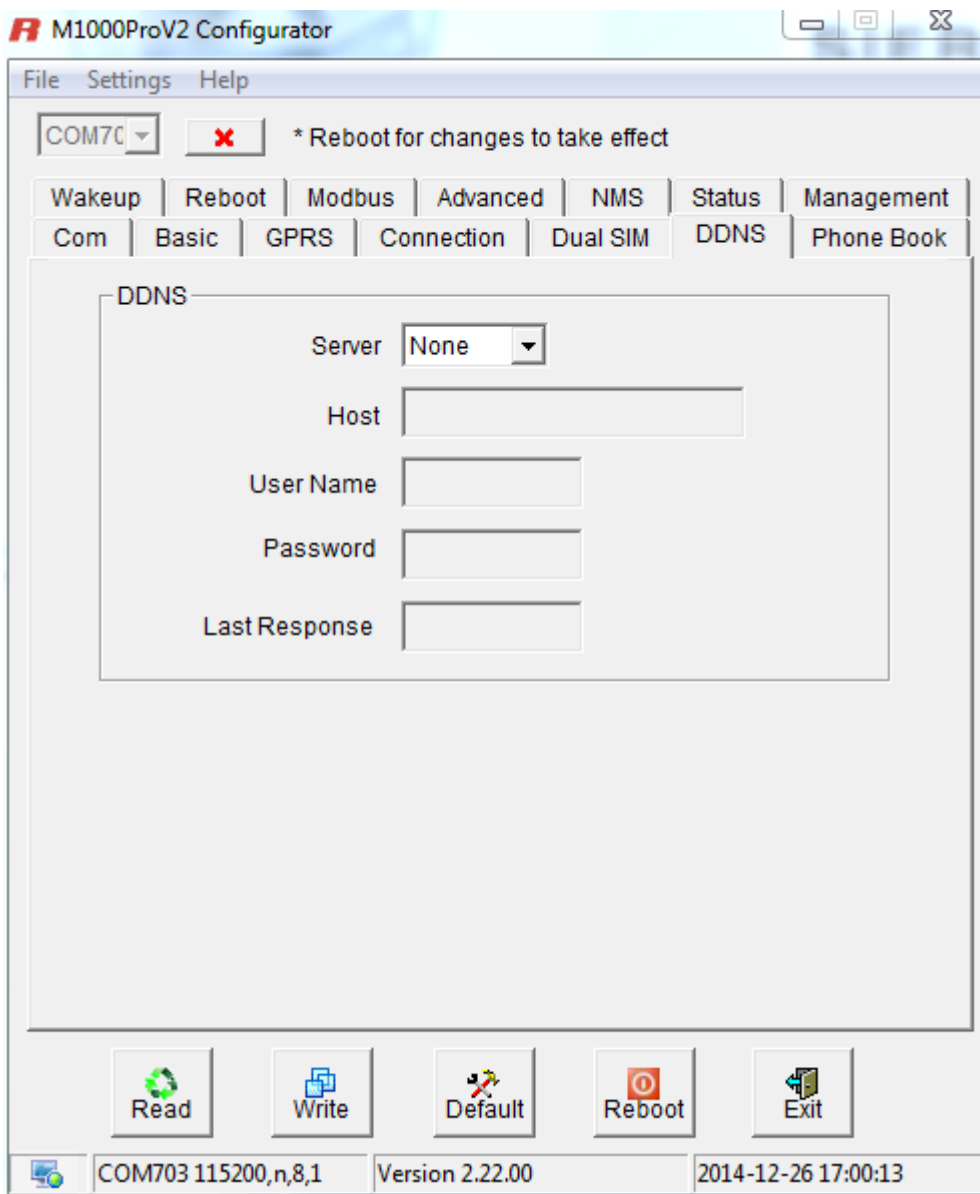 M1000ProV2 Configurator
File Settings Help
COM70 * Reboot for changes to take effect
Wakeup Reboot Modbus Advanced NMS Status Management
Com Basic GPRS Connection Dual SIM DDNS Phone Book
DDNS
Server None
Host
User Name
Password
Last Response
Read Write Default Reboot Exit
COM703 115200,n,8,1 Version 2.22.00 2014-12-26 17:00:13